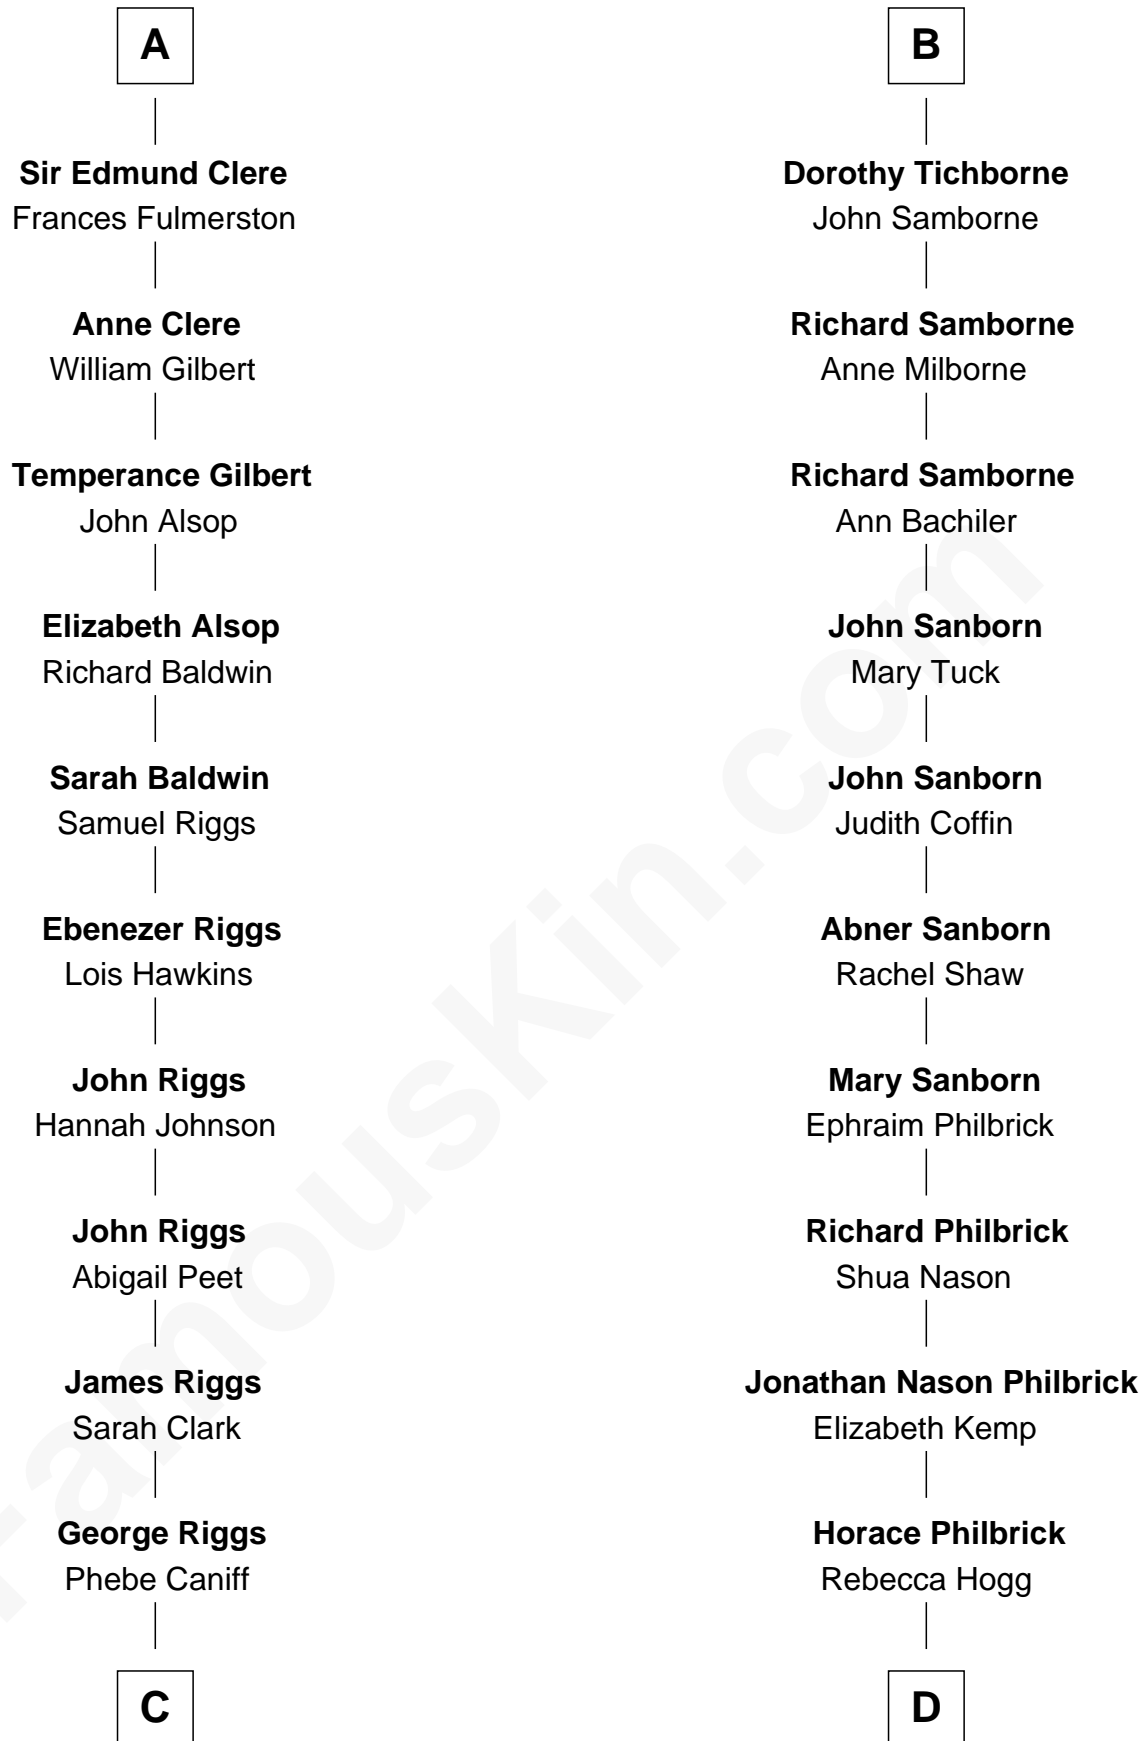 A
Sir Edmund Clere
Frances Fulmerston
Anne Clere
William Gilbert
Temperance Gilbert
John Alsop
Elizabeth Alsop
Richard Baldwin
Sarah Baldwin
Samuel Riggs
Ebenezer Riggs
Lois Hawkins
John Riggs
Hannah Johnson
John Riggs
Abigail Peet
James Riggs
Sarah Clark
George Riggs
Phebe Caniff
C
B
Dorothy Tichborne
John Samborne
Richard Samborne
Anne Milborne
Richard Samborne
Ann Bachiler
John Sanborn
Mary Tuck
John Sanborn
Judith Coffin
Abner Sanborn
Rachel Shaw
Mary Sanborn
Ephraim Philbrick
Richard Philbrick
Shua Nason
Jonathan Nason Philbrick
Elizabeth Kemp
Horace Philbrick
Rebecca Hogg
D
FamousKin.com